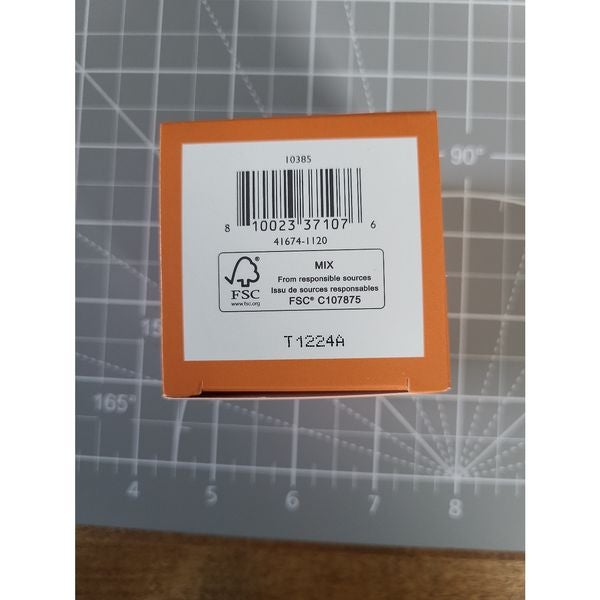 10385
8 10023 37107 6
41674-1120
MIX
From responsible sources
Issu de sources responsables
FSC® C107875
FSC
www.fsc.org
T1224A
90°
15
165°
4 5 6 7 8